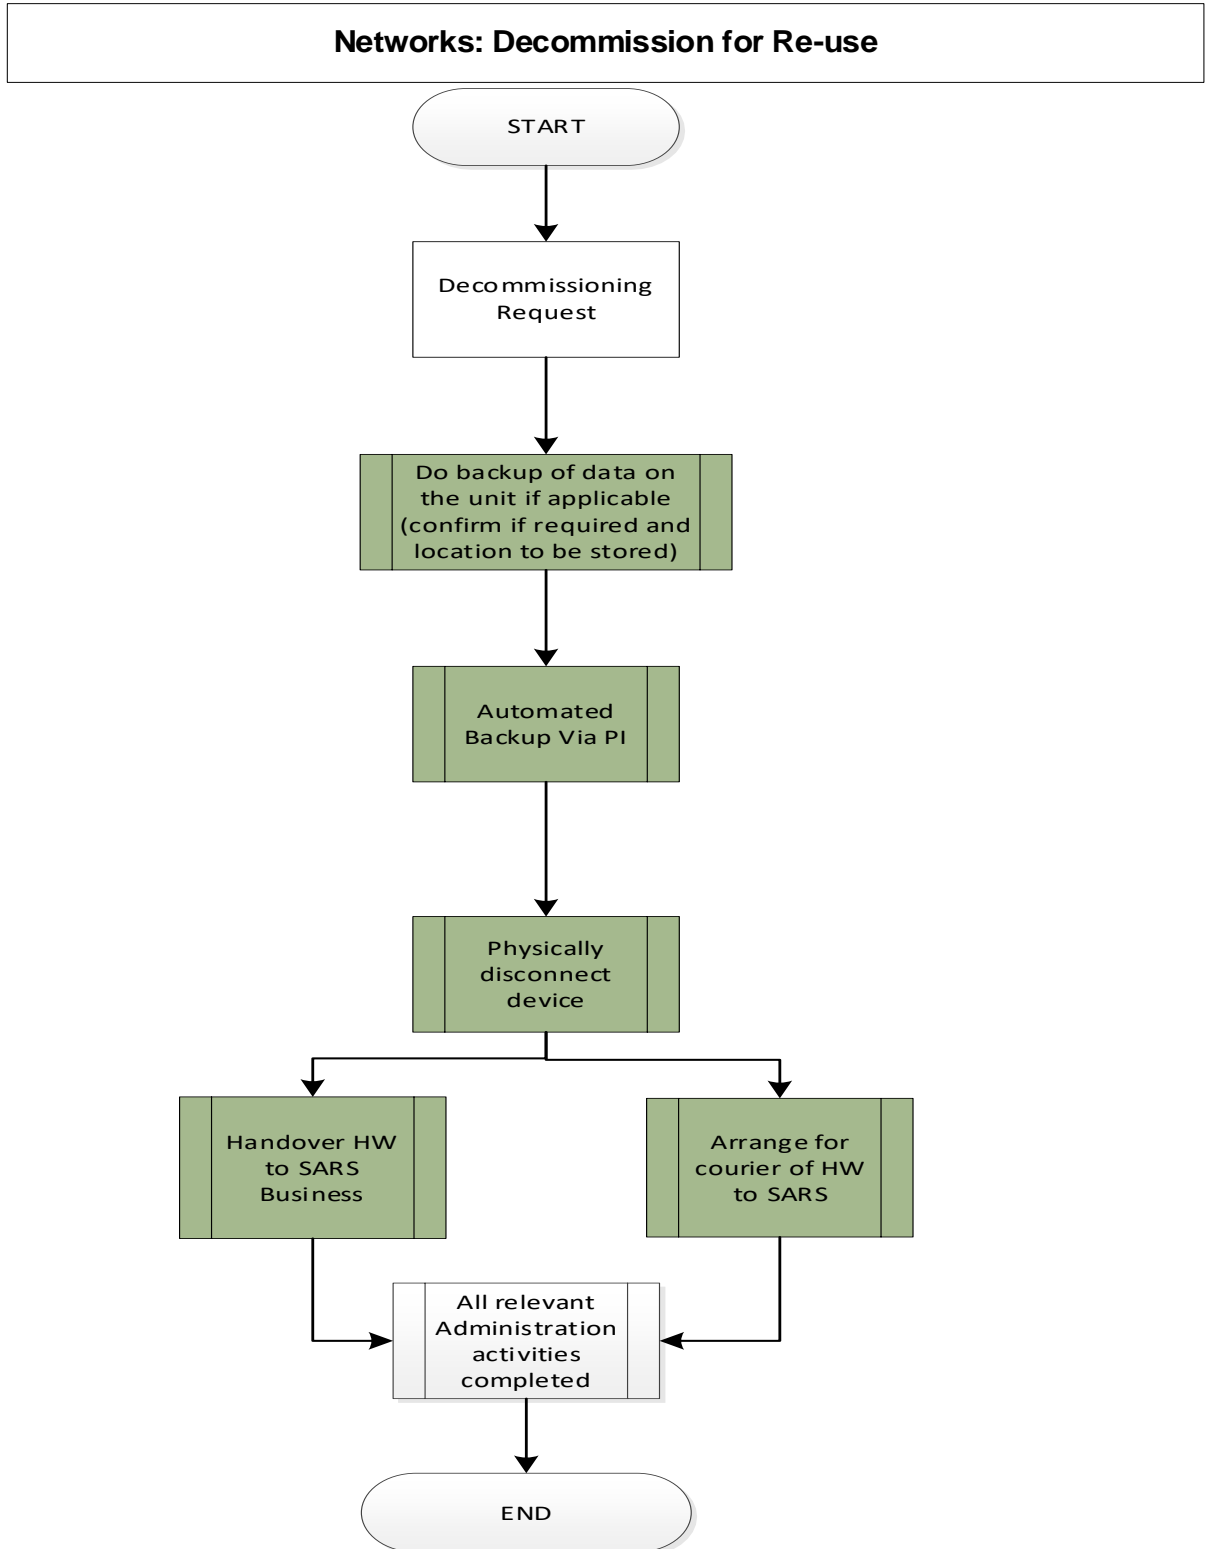 Networks: Decommission for Re-use
START
Decommissioning
Request
Do backup of data on
the unit if applicable
(confirm if required and
location to be stored)
Automated
Backup Via PI
Physically
disconnect
device
Handover HW
to SARS
Business
Arrange for
courier of HW
to SARS
All relevant
Administration
activities
completed
END